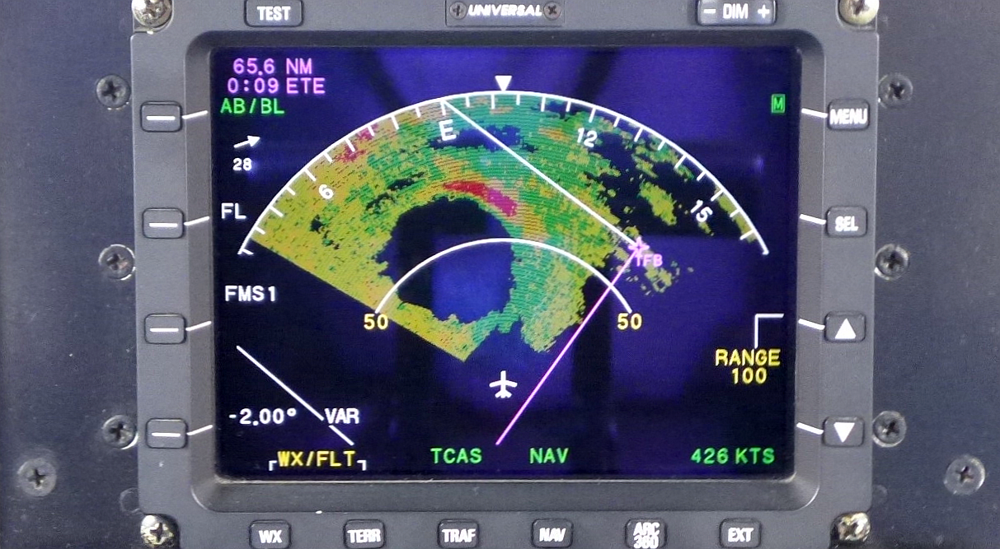 TEST
UNIVERSAL
− DIM +
65.6 NM
0:09 ETE
AB/BL
M
MENU
E
12
28
6
15
FL
SEL
TFB
FMS1
50
50
RANGE
100
-2.00°
VAR
WX/FLT
TCAS
NAV
426 KTS
WX
TERR
TRAF
NAV
ARC
360
EXT